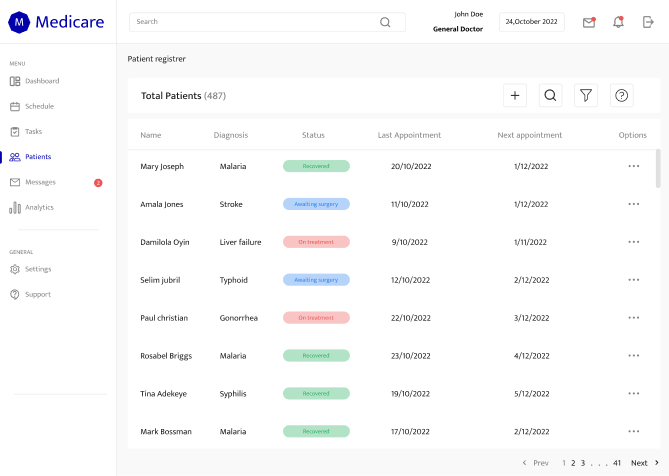 M Medicare
Search
John Doe
General Doctor
24,October 2022
MENU
Dashboard
Schedule
Tasks
Patients
Messages 2
Analytics
GENERAL
Settings
Support
Patient registrer
Total Patients (487)
Name Diagnosis Status Last Appointment Next appointment Options
Mary Joseph Malaria Recovered 20/10/2022 1/12/2022
Amala Jones Stroke Awaiting surgery 11/10/2022 1/12/2022
Damilola Oyin Liver failure On treatment 9/10/2022 1/11/2022
Selim jubril Typhoid Awaiting surgery 12/10/2022 2/12/2022
Paul christian Gonorrhea On treatment 22/10/2022 3/12/2022
Rosabel Briggs Malaria Recovered 23/10/2022 4/12/2022
Tina Adekeye Syphilis Recovered 19/10/2022 5/12/2022
Mark Bossman Malaria Recovered 17/10/2022 2/12/2022
< Prev 1 2 3 . . . 41 Next >